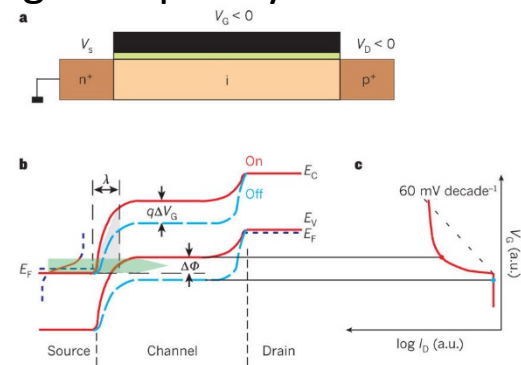 a
V_G < 0
V_s
V_D < 0
n⁺
i
p⁺
b
λ
On
Off
E_C
qΔV_G
E_V
E_F
E_F
ΔΦ
Source
Channel
Drain
c
60 mV decade⁻¹
V_G (a.u.)
log I_D (a.u.)